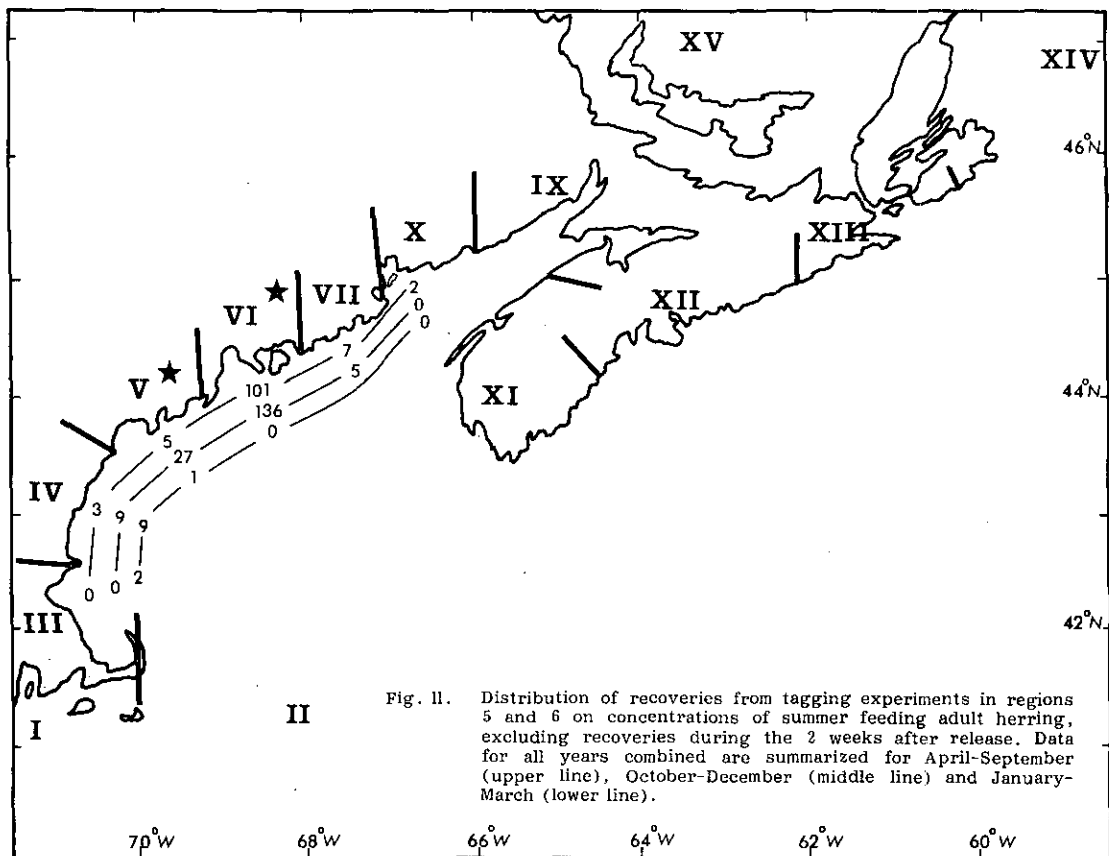 XV
XIV
46°N
IX
X
XIII
VII
VI
XII
2
0
0
7
5
V
101
136
0
XI
44°N
5
27
1
IV
3
9
9
0
0
2
III
42°N
I
II
Fig. 11. Distribution of recoveries from tagging experiments in regions
5 and 6 on concentrations of summer feeding adult herring,
excluding recoveries during the 2 weeks after release. Data
for all years combined are summarized for April-September
(upper line), October-December (middle line) and January-
March (lower line).
70°W
68°W
66°W
64°W
62°W
60°W